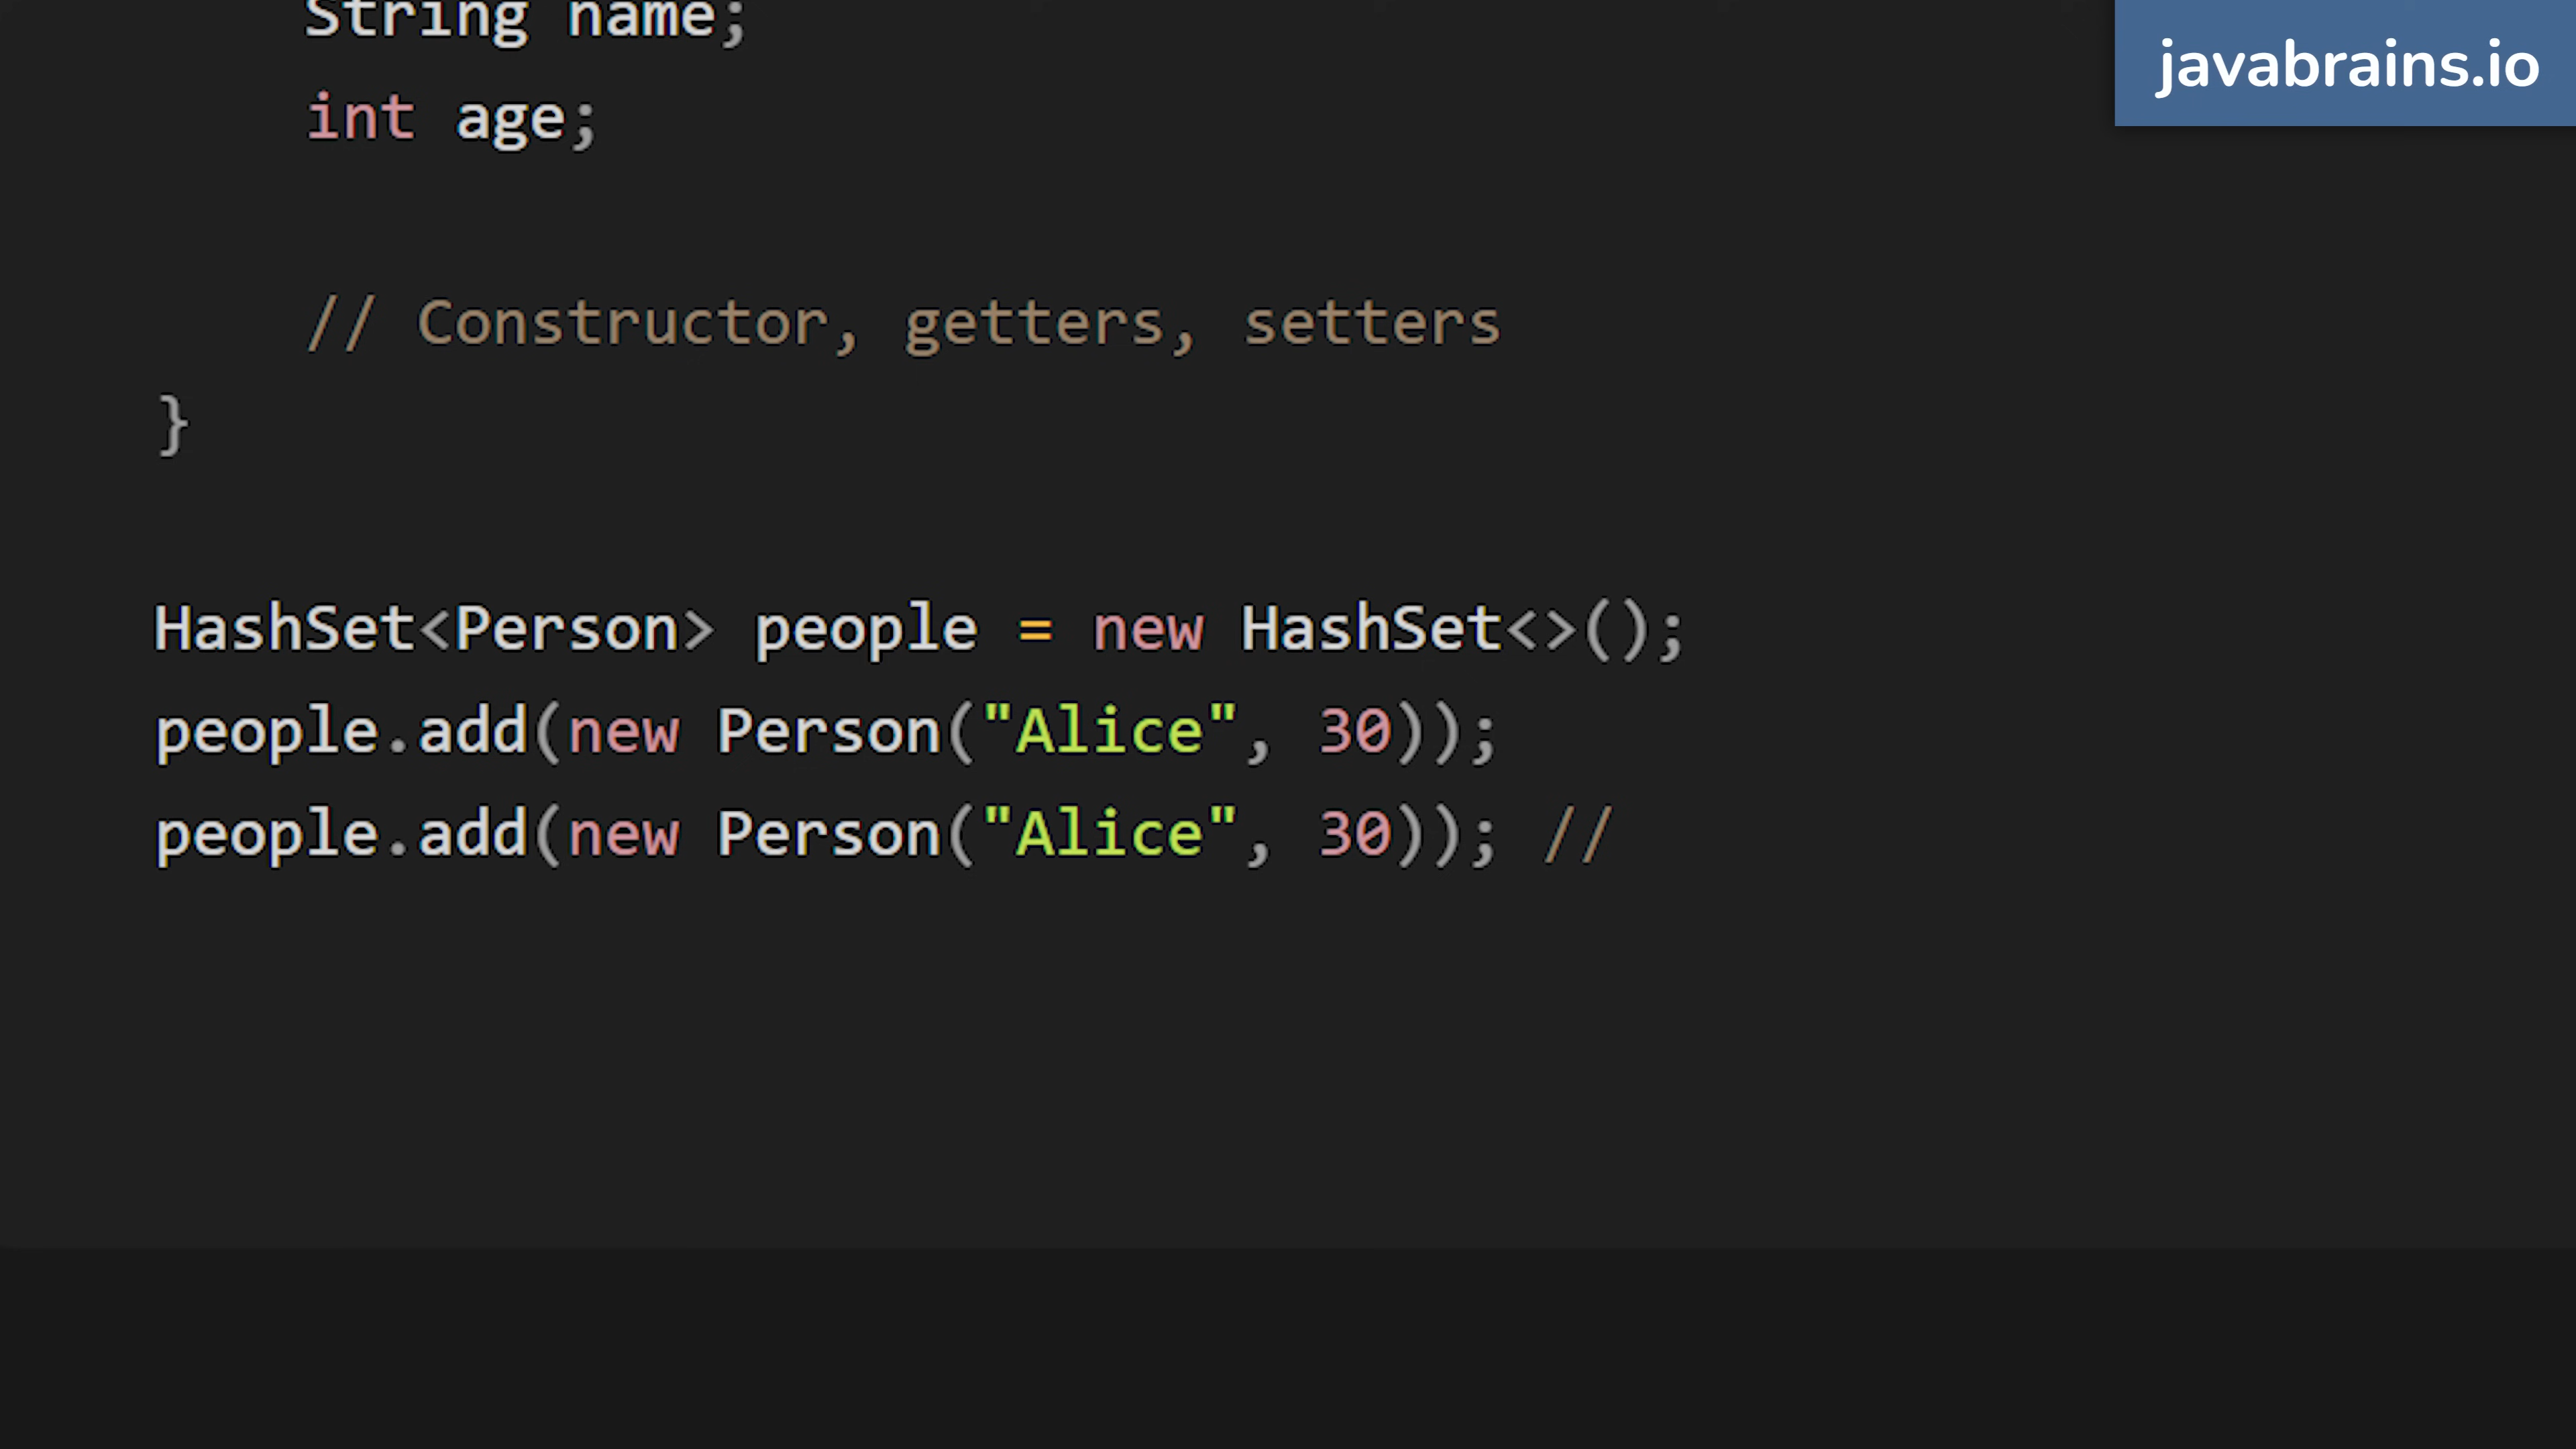 String name;
javabrains.io
int age;
// Constructor, getters, setters
}
HashSet<Person> people = new HashSet<>();
people.add(new Person("Alice", 30));
people.add(new Person("Alice", 30)); //